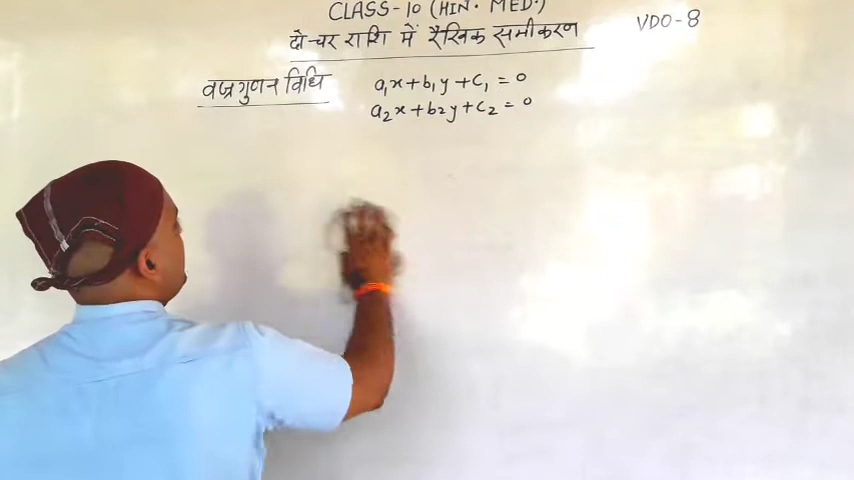 CLASS-10 (HIN. MED.)
दो-चर राशि में रैखिक समीकरण
VDO-8
वज्रगुणन विधि
a₁x+b₁y+c₁=0
a₂x+b₂y+c₂=0